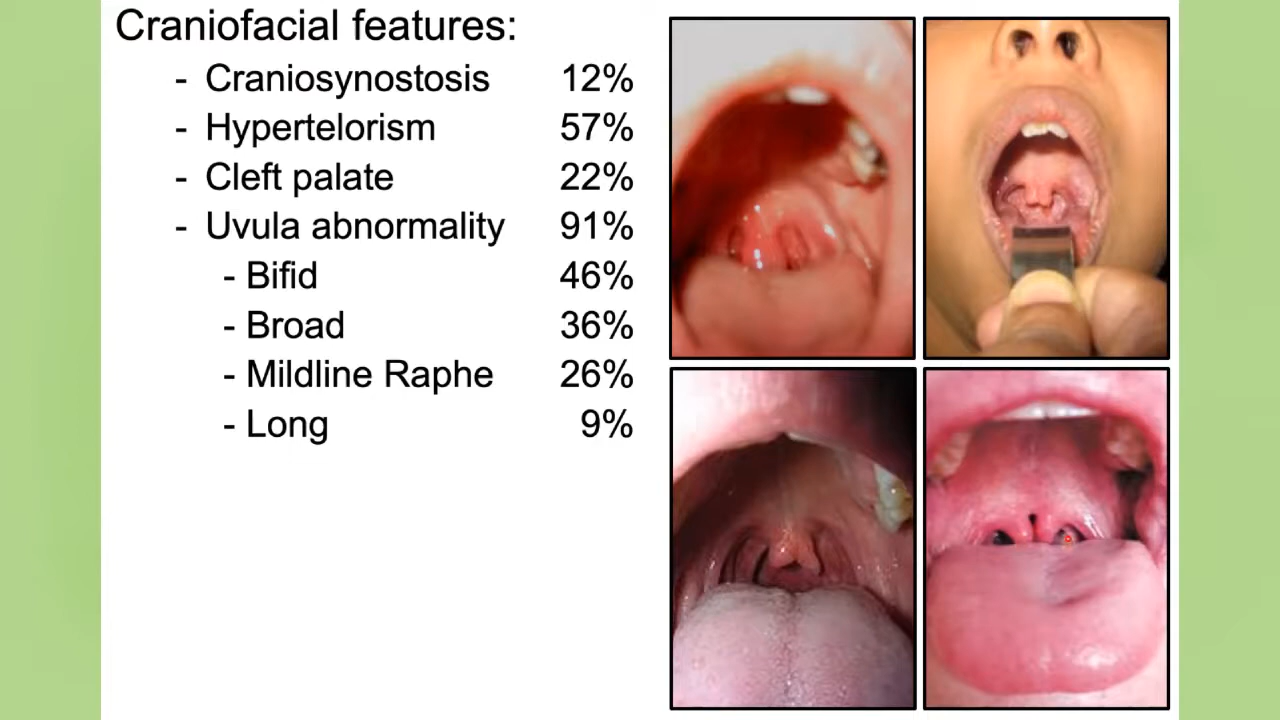 Craniofacial features:
- Craniosynostosis 12%
- Hypertelorism 57%
- Cleft palate 22%
- Uvula abnormality 91%
- Bifid 46%
- Broad 36%
- Mildline Raphe 26%
- Long 9%